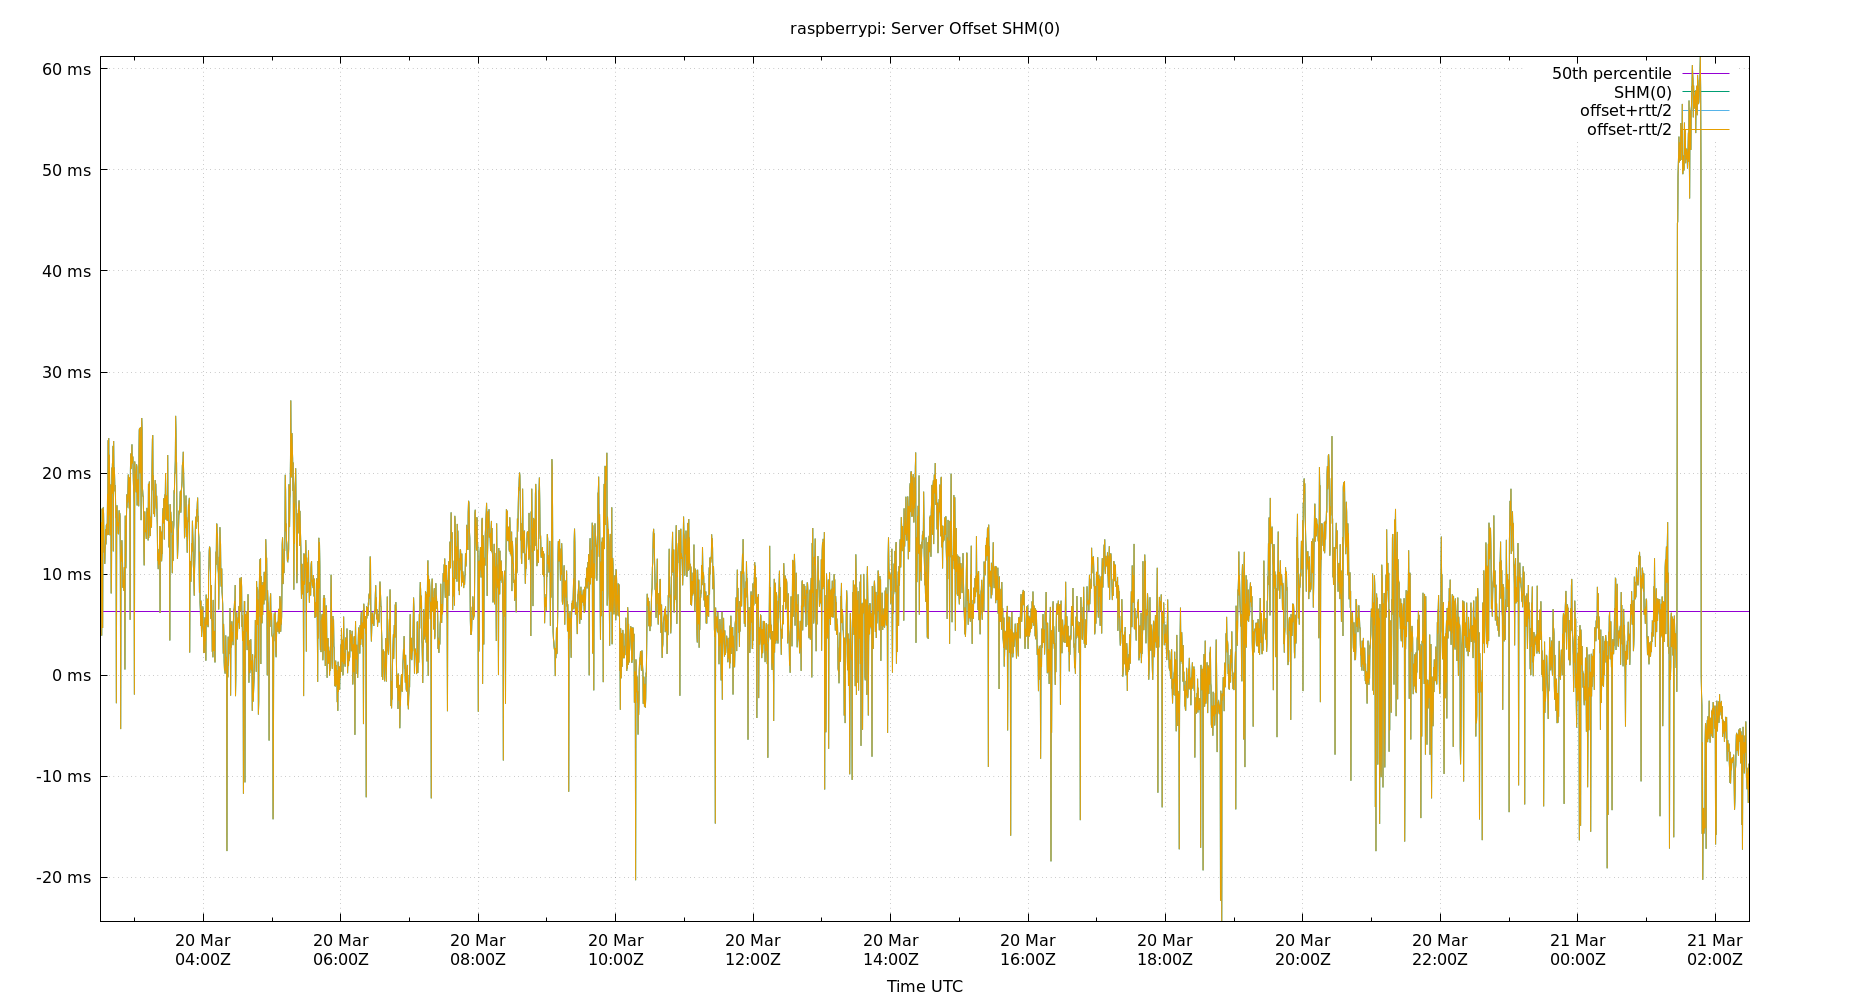 raspberrypi: Server Offset SHM(0)
60 ms
50 ms
40 ms
30 ms
20 ms
10 ms
0 ms
-10 ms
-20 ms
50th percentile
SHM(0)
offset+rtt/2
offset-rtt/2
20 Mar 20 Mar 20 Mar 20 Mar 20 Mar 20 Mar 20 Mar 20 Mar 20 Mar 20 Mar 21 Mar 21 Mar
04:00Z 06:00Z 08:00Z 10:00Z 12:00Z 14:00Z 16:00Z 18:00Z 20:00Z 22:00Z 00:00Z 02:00Z
Time UTC